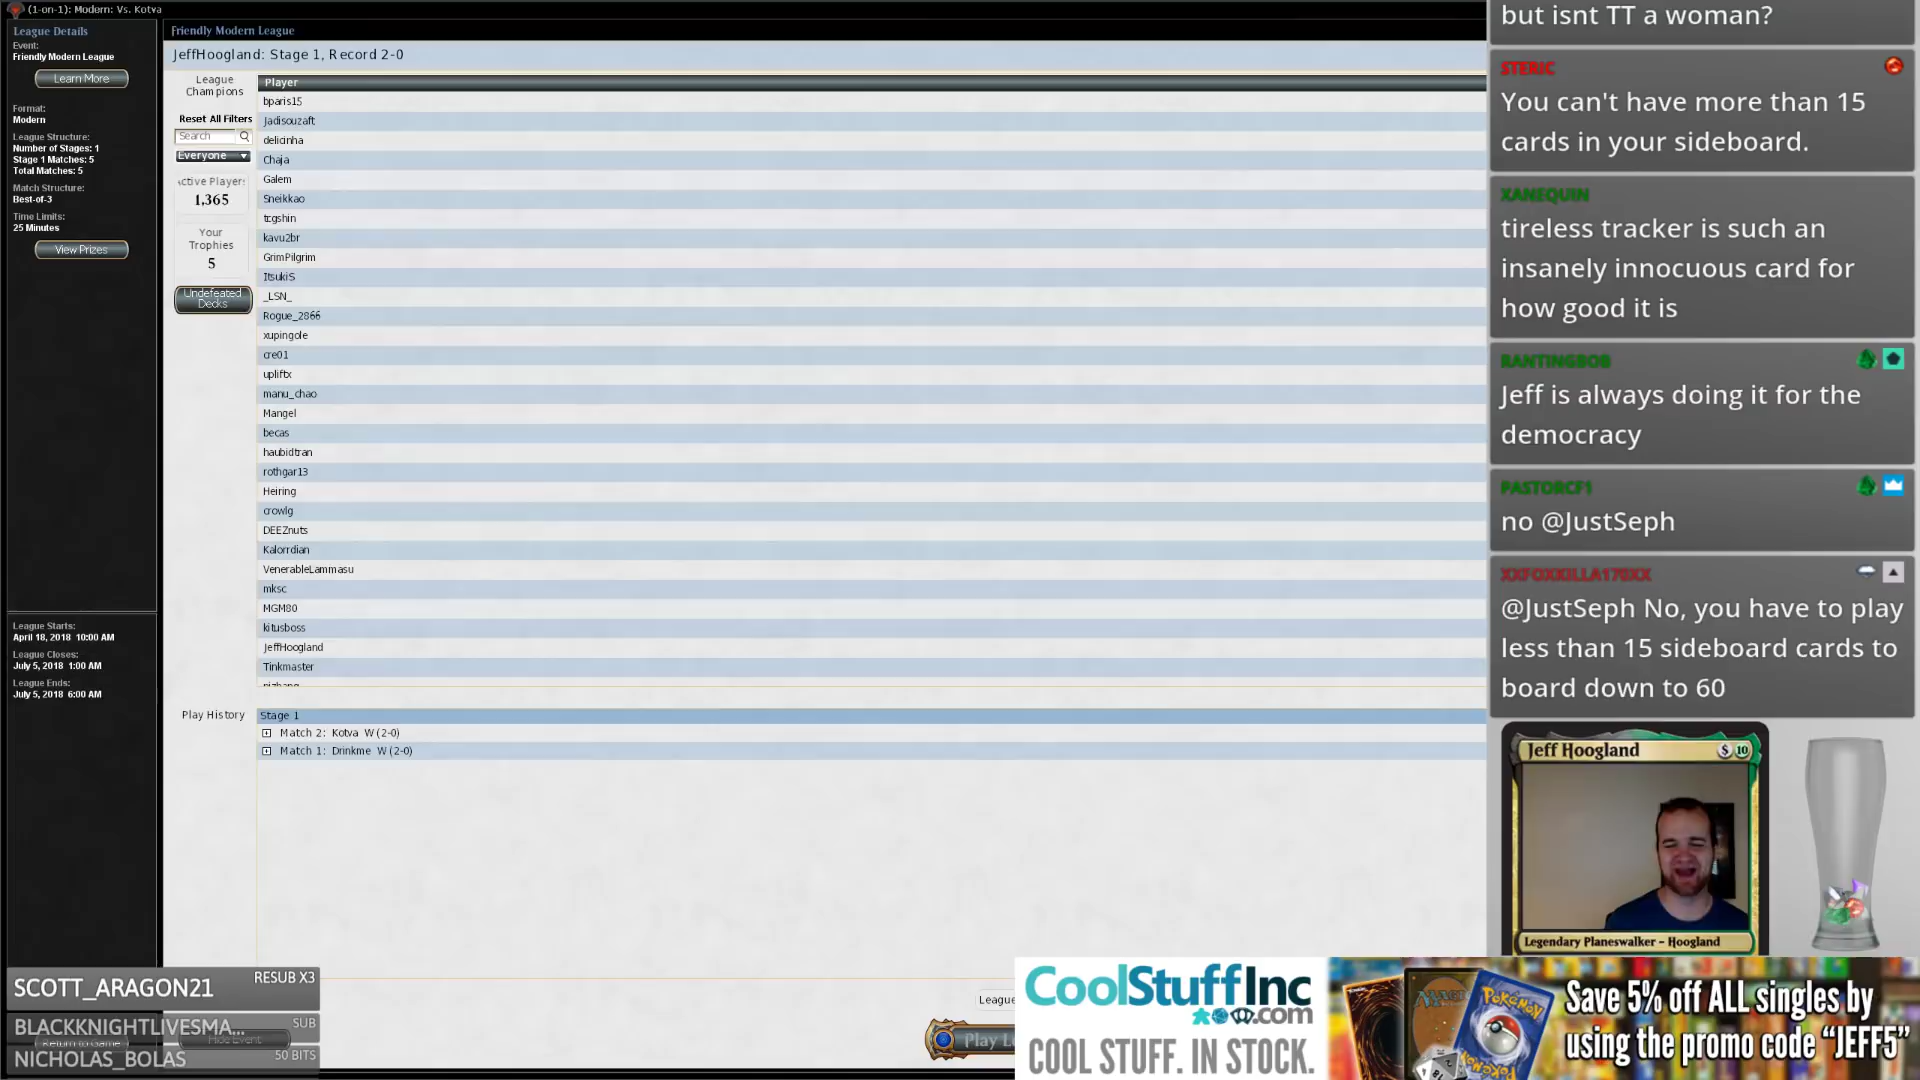 (1-on-1): Modern: Vs. Kotva
League Details
Event:
Friendly Modern League
Learn More
Format:
Modern
League Structure:
Number of Stages: 1
Stage 1 Matches: 5
Total Matches: 5
Match Structure:
Best-of-3
Time Limits:
25 Minutes
View Prizes
League Starts:
April 18, 2018 10:00 AM
League Closes:
July 5, 2018 1:00 AM
League Ends:
July 5, 2018 6:00 AM
Friendly Modern League
JeffHoogland: Stage 1, Record 2-0
League
Champions
Reset All Filters
Search
Everyone
Active Players
1,365
Your
Trophies
5
Undefeated
Decks
Player
bparis15
Jadisouzaft
delicinha
Chaja
Galem
Sneikkao
tcgshin
kavu2br
GrimPilgrim
ItsukiS
_LSN_
Rogue_2866
xupingole
cre01
upliftx
manu_chao
Mangel
becas
haubidtran
rothgar13
Heiring
crowlg
DEEZnuts
Kalorrdian
VenerableLammasu
mksc
MGM80
kitusboss
JeffHoogland
Tinkmaster
Play History
Stage 1
Match 2: Kotva W (2-0)
Match 1: Drinkme W (2-0)
League
Play L
SCOTT_ARAGON21
RESUB X3
BLACKKNIGHTLIVESMA...
SUB
Return to Game
Hide Event
NICHOLAS_BOLAS
50 BITS
but isnt TT a woman?
STERIC
You can't have more than 15
cards in your sideboard.
XANEQUIN
tireless tracker is such an
insanely innocuous card for
how good it is
RANTINGBOB
Jeff is always doing it for the
democracy
PASTORCF1
no @JustSeph
XXFOXKILLA170XX
@JustSeph No, you have to play
less than 15 sideboard cards to
board down to 60
Jeff Hoogland
$ 10
Legendary Planeswalker - Hoogland
CoolStuffInc
.com
COOL STUFF. IN STOCK.
Save 5% off ALL singles by
using the promo code "JEFF5"